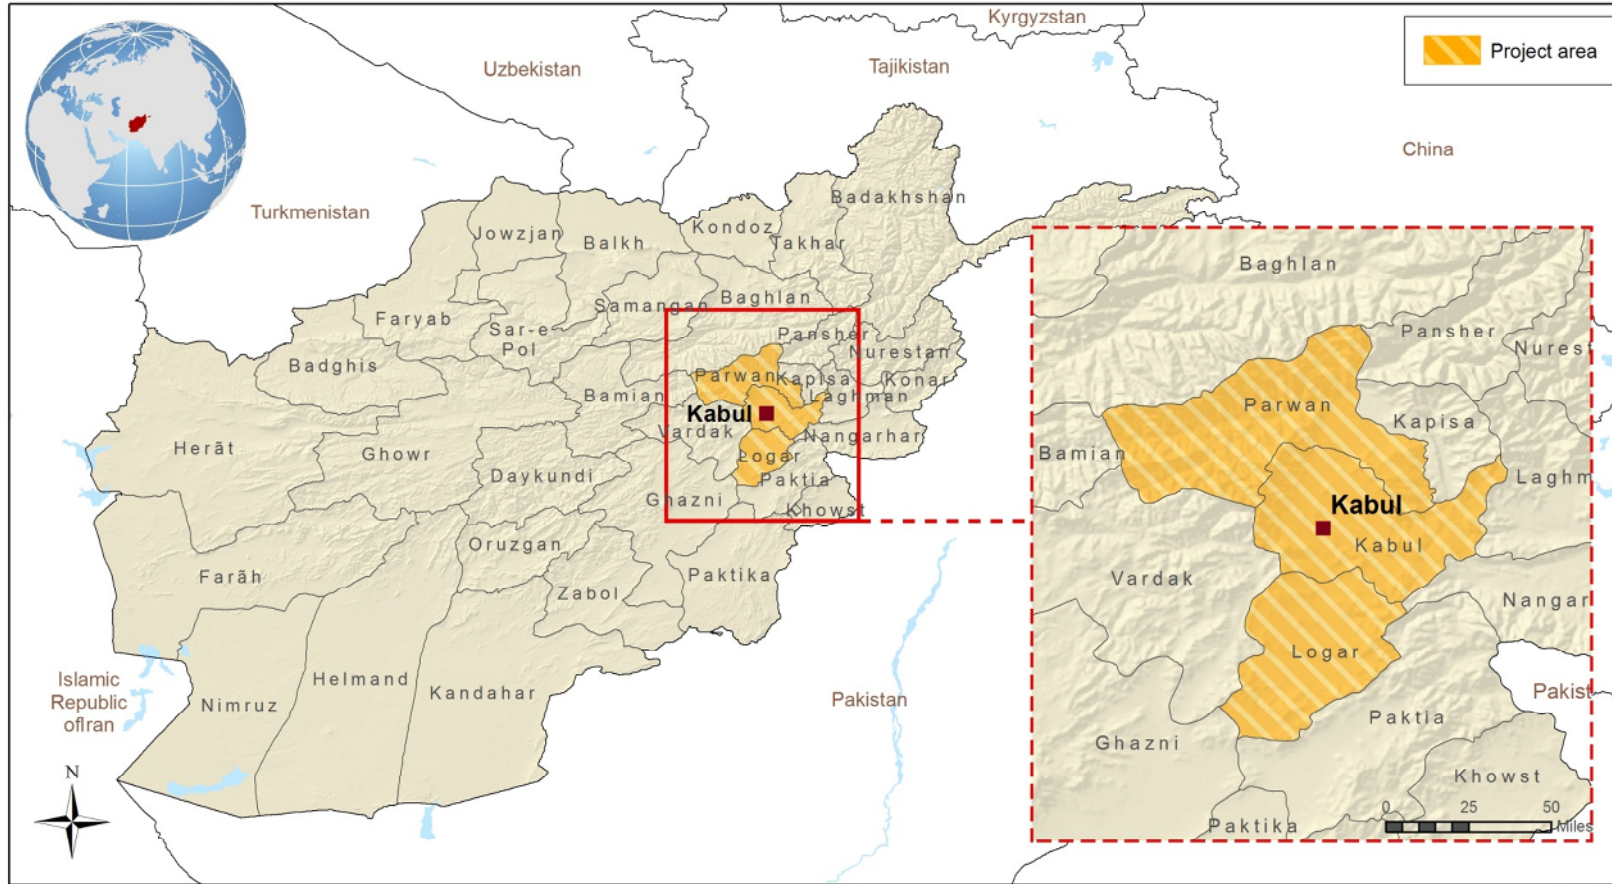 Kyrgyzstan
Uzbekistan
Tajikistan
Project area
China
Turkmenistan
Badakhshan
Jowzjan
Balkh
Kondoz
Takhar
Faryab
Sar-e-
Pol
Samangan
Baghlan
Pansher
Badghis
Nurestan
Parwan
Kapisa
Konar
Bamian
Laghman
Kabul
Vardak
Nangarhar
Herãt
Ghowr
Logar
Daykundi
Paktia
Ghazni
Khowst
Oruzgan
Farãh
Zabol
Paktika
Islamic
Republic
ofIran
Nimruz
Helmand
Kandahar
Pakistan
N
Baghlan
Pansher
Nurest
Parwan
Kapisa
Bamian
Laghm
Kabul
Kabul
Vardak
Nangar
Logar
Pakist
Paktia
Ghazni
Khowst
Paktika
0 25 50
Miles